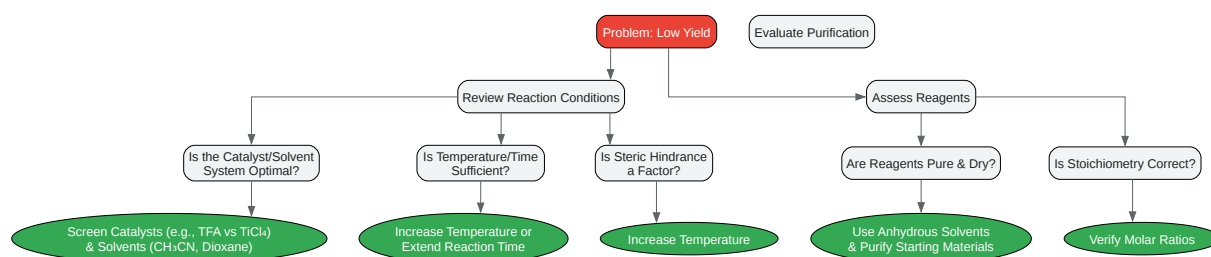 Problem: Low Yield
Evaluate Purification
Review Reaction Conditions
Assess Reagents
Is the Catalyst/Solvent
System Optimal?
Is Temperature/Time
Sufficient?
Is Steric Hindrance
a Factor?
Are Reagents Pure & Dry?
Is Stoichiometry Correct?
Screen Catalysts (e.g., TFA vs TiCl₄)
& Solvents (CH₃CN, Dioxane)
Increase Temperature or
Extend Reaction Time
Increase Temperature
Use Anhydrous Solvents
& Purify Starting Materials
Verify Molar Ratios